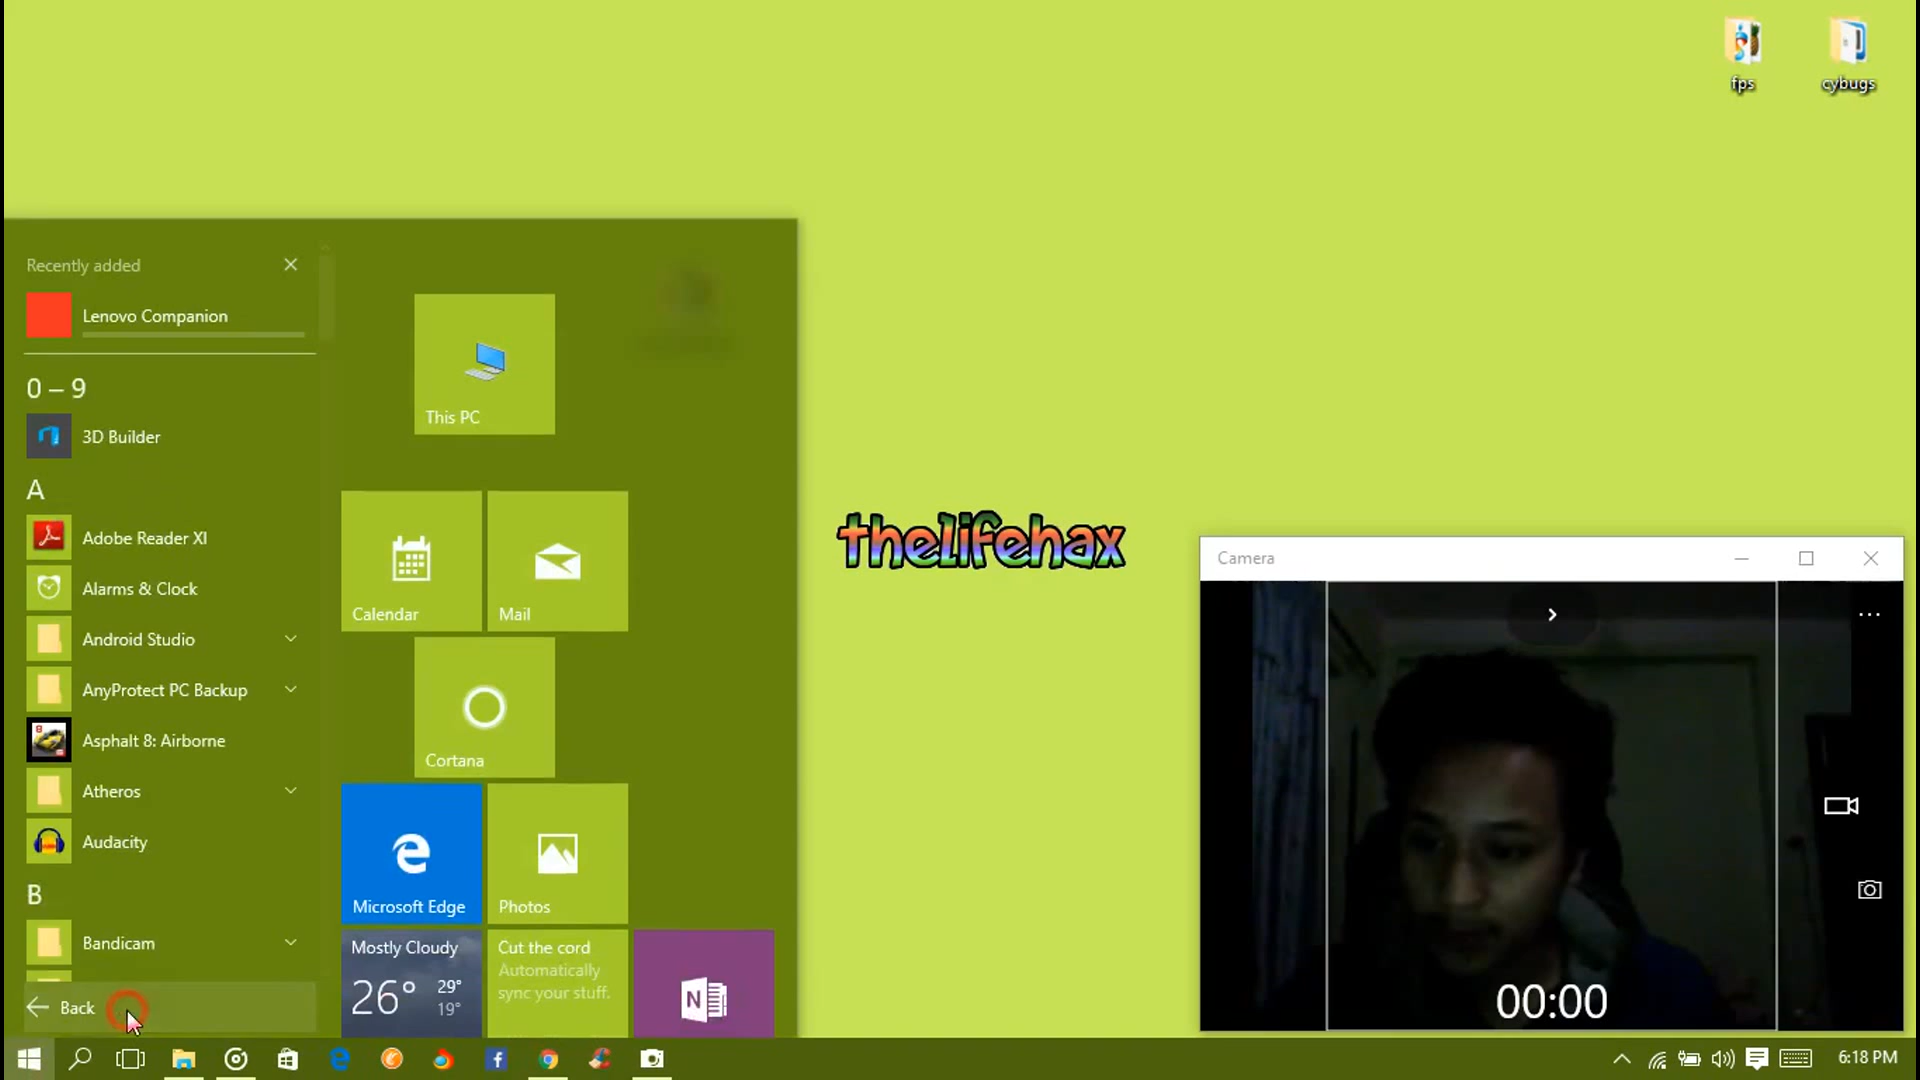 fps
cybugs
Recently added
Lenovo Companion
0 – 9
3D Builder
A
Adobe Reader XI
Alarms & Clock
Android Studio
AnyProtect PC Backup
Asphalt 8: Airborne
Atheros
Audacity
B
Bandicam
Back
This PC
Calendar
Mail
Cortana
Microsoft Edge
Photos
Mostly Cloudy
26°
29°
19°
Cut the cord
Automatically
sync your stuff.
thelifehax
Camera
00:00
6:18 PM